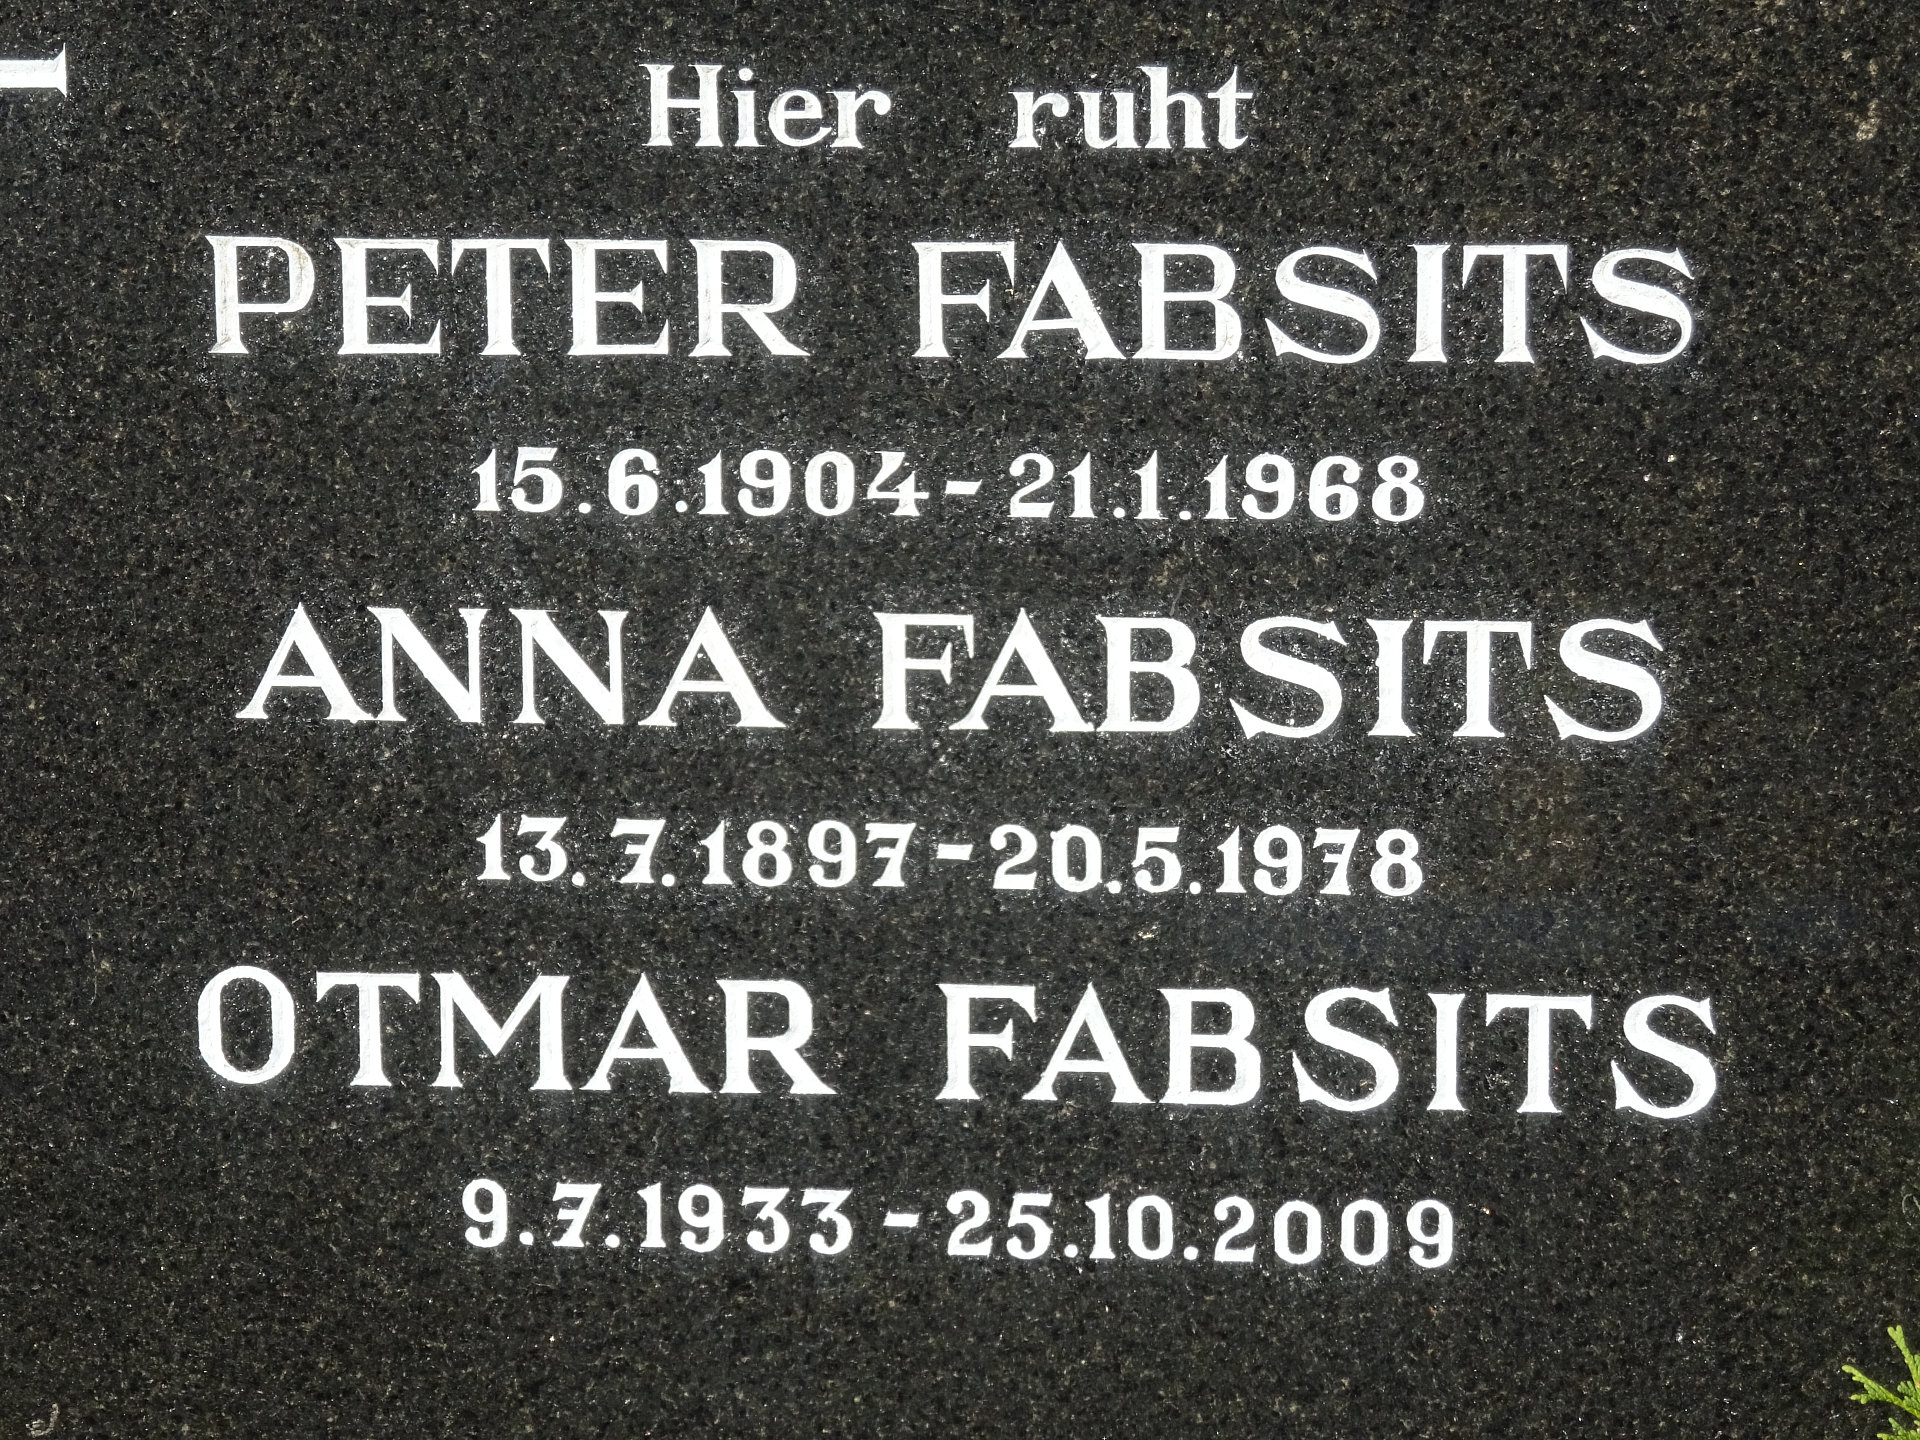 Hier ruht
PETER FABSITS
15.6.1904-21.1.1968
ANNA FABSITS
13.7.1897-20.5.1978
OTMAR FABSITS
9.7.1933-25.10.2009